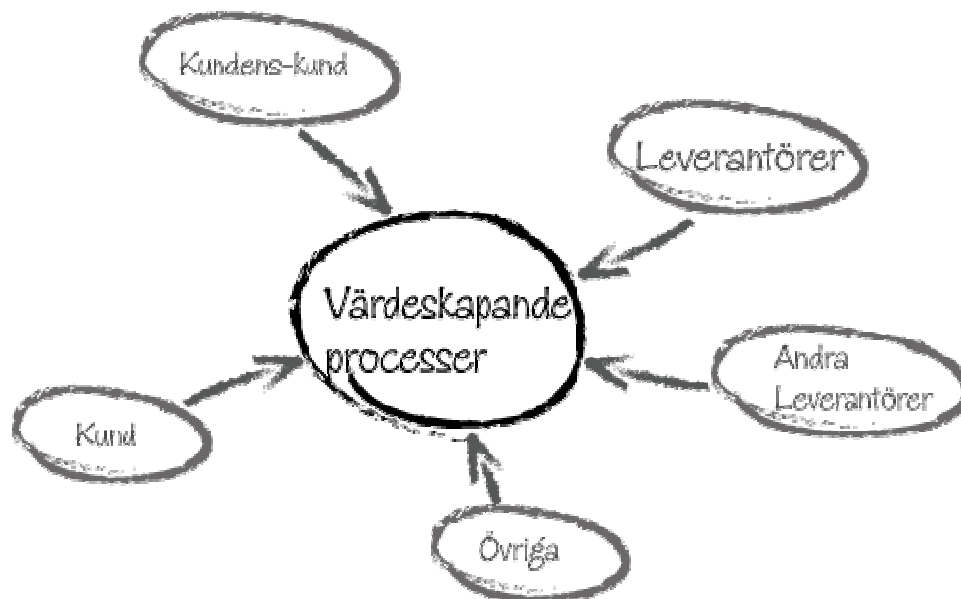 Kundens-kund
Leverantörer
Värdeskapande
processer
Andra
Leverantörer
Kund
Övriga